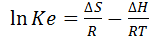 ln Ke = ΔS/R − ΔH/RT